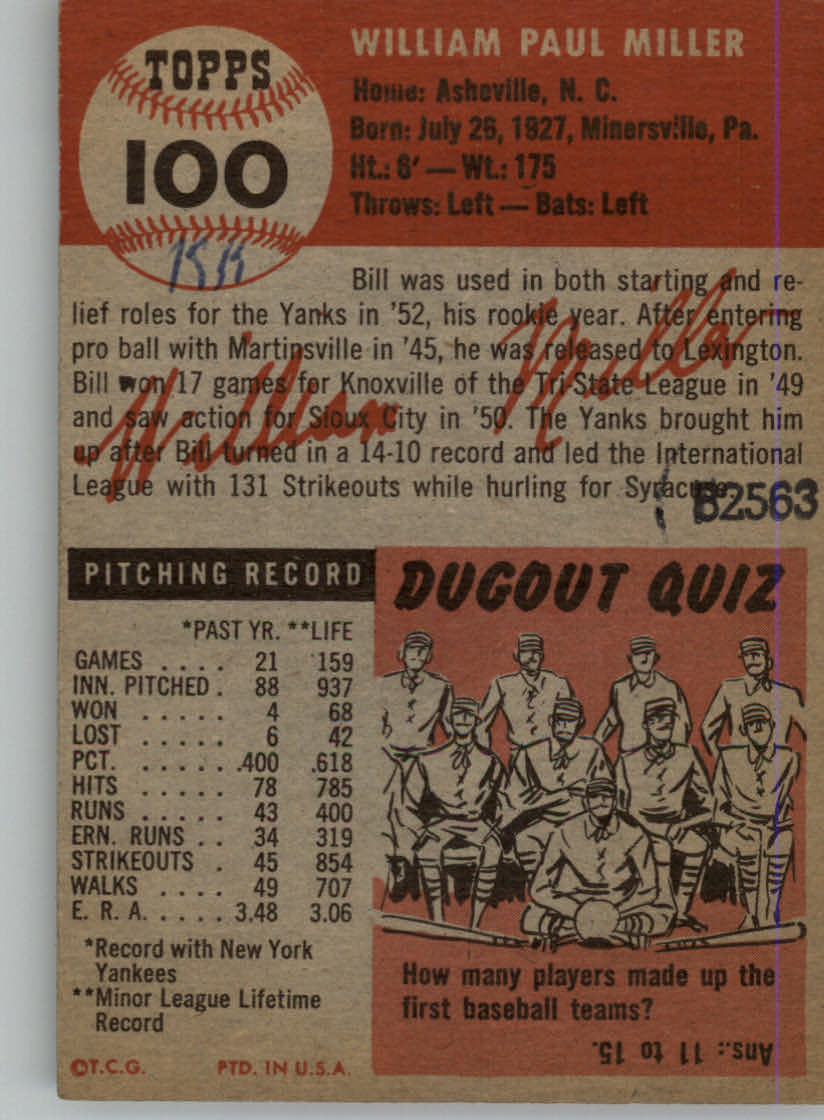 TOPPS
100
WILLIAM PAUL MILLER
Home: Asheville, N. C.
Born: July 26, 1927, Minersville, Pa.
Ht.: 6' — Wt.: 175
Throws: Left — Bats: Left
Bill was used in both starting and re-
lief roles for the Yanks in '52, his rookie year. After entering
pro ball with Martinsville in '45, he was released to Lexington.
Bill won 17 games for Knoxville of the Tri-State League in '49
and saw action for Sioux City in '50. The Yanks brought him
up after Bill turned in a 14-10 record and led the International
League with 131 Strikeouts while hurling for Syracuse.
William Miller
B2563
PITCHING RECORD
*PAST YR. **LIFE
GAMES . . . . 21 159
INN. PITCHED . 88 937
WON . . . . . 4 68
LOST . . . . . 6 42
PCT. . . . . . .400 .618
HITS . . . . . 78 785
RUNS . . . . . 43 400
ERN. RUNS . . 34 319
STRIKEOUTS . 45 854
WALKS . . . . 49 707
E. R. A. . . . . 3.48 3.06
*Record with New York
Yankees
**Minor League Lifetime
Record
©T.C.G. PTD. IN U.S.A.
DUGOUT QUIZ
How many players made up the
first baseball teams?
Ans.: 11 to 15.